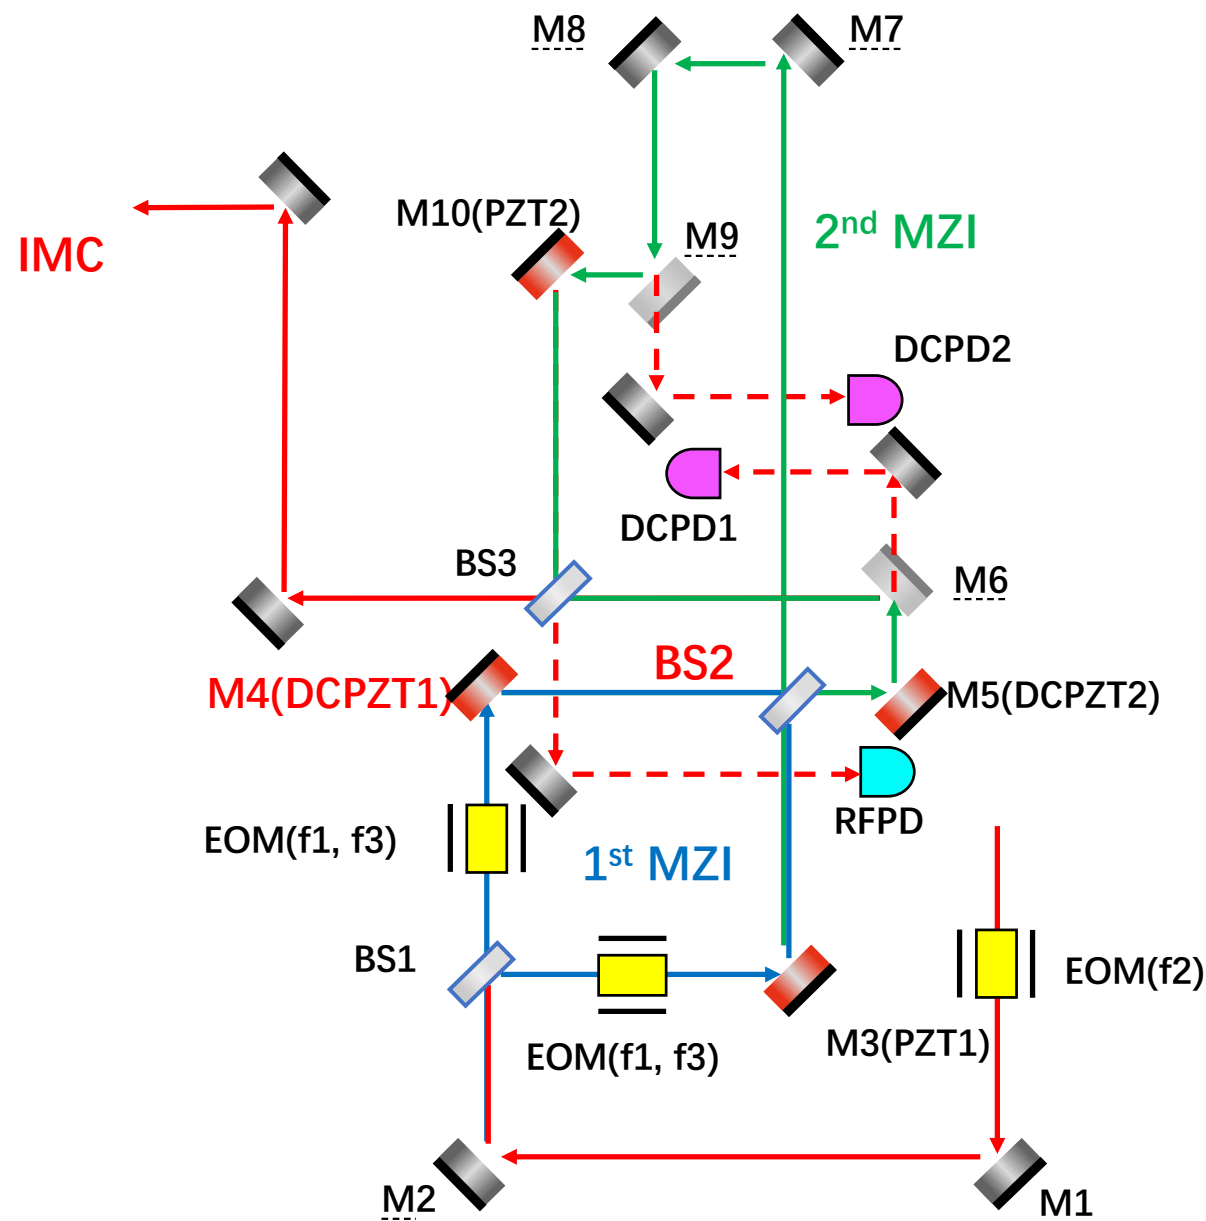 M8
M7
M10(PZT2)
M9
2nd MZI
IMC
DCPD2
DCPD1
BS3
M6
BS2
M4(DCPZT1)
M5(DCPZT2)
RFPD
EOM(f1, f3)
1st MZI
BS1
EOM(f2)
M3(PZT1)
EOM(f1, f3)
M2
M1